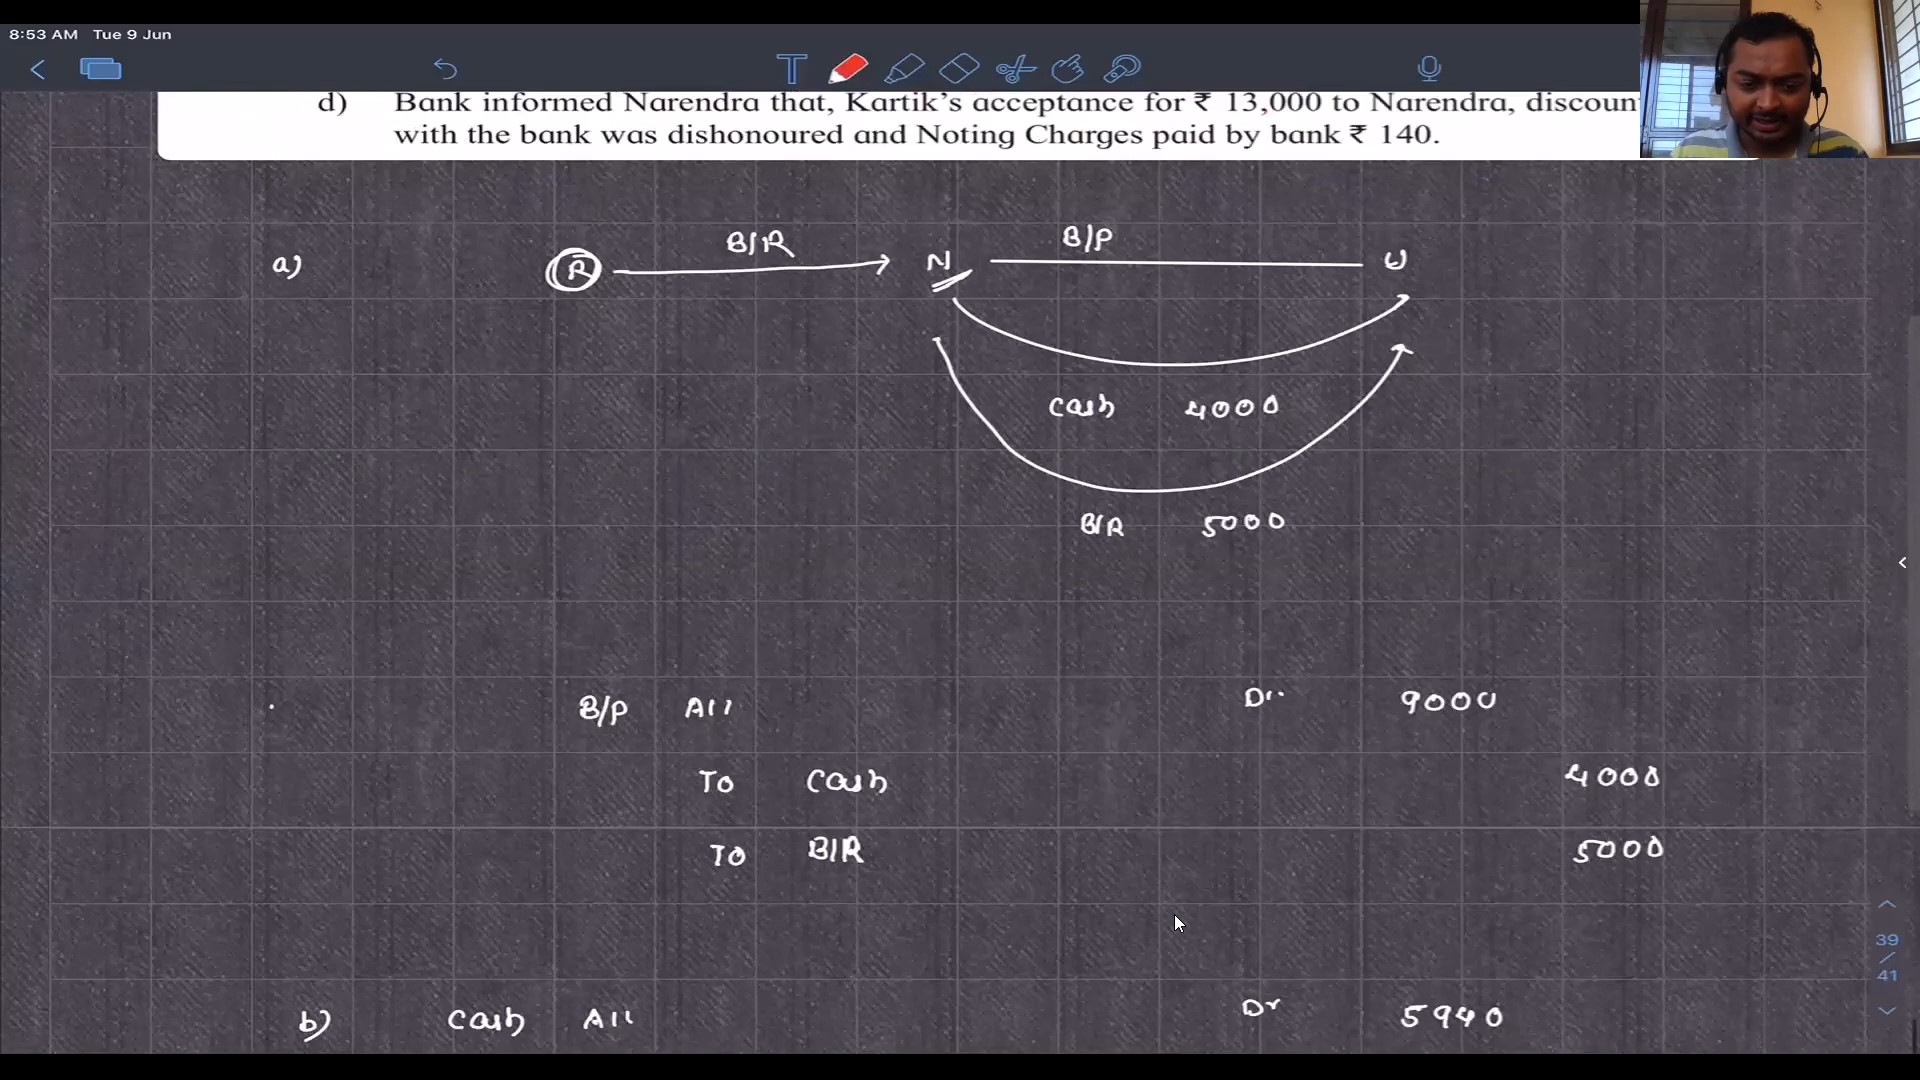 8:53 AM Tue 9 Jun
d) Bank informed Narendra that, Kartik's acceptance for ₹ 13,000 to Narendra, discoun
with the bank was dishonoured and Noting Charges paid by bank ₹ 140.
a) R B/R N B/P U
Cash 4000
B/R 5000
B/P A/c Dr. 9000
To Cash 4000
To B/R 5000
39
/
41
b) Cash A/c Dr 5940